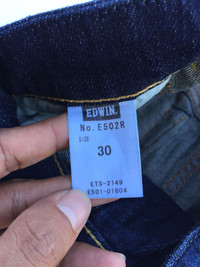 EDWIN.
No. E502R
SIZE
30
ETS-2149
E501-01804